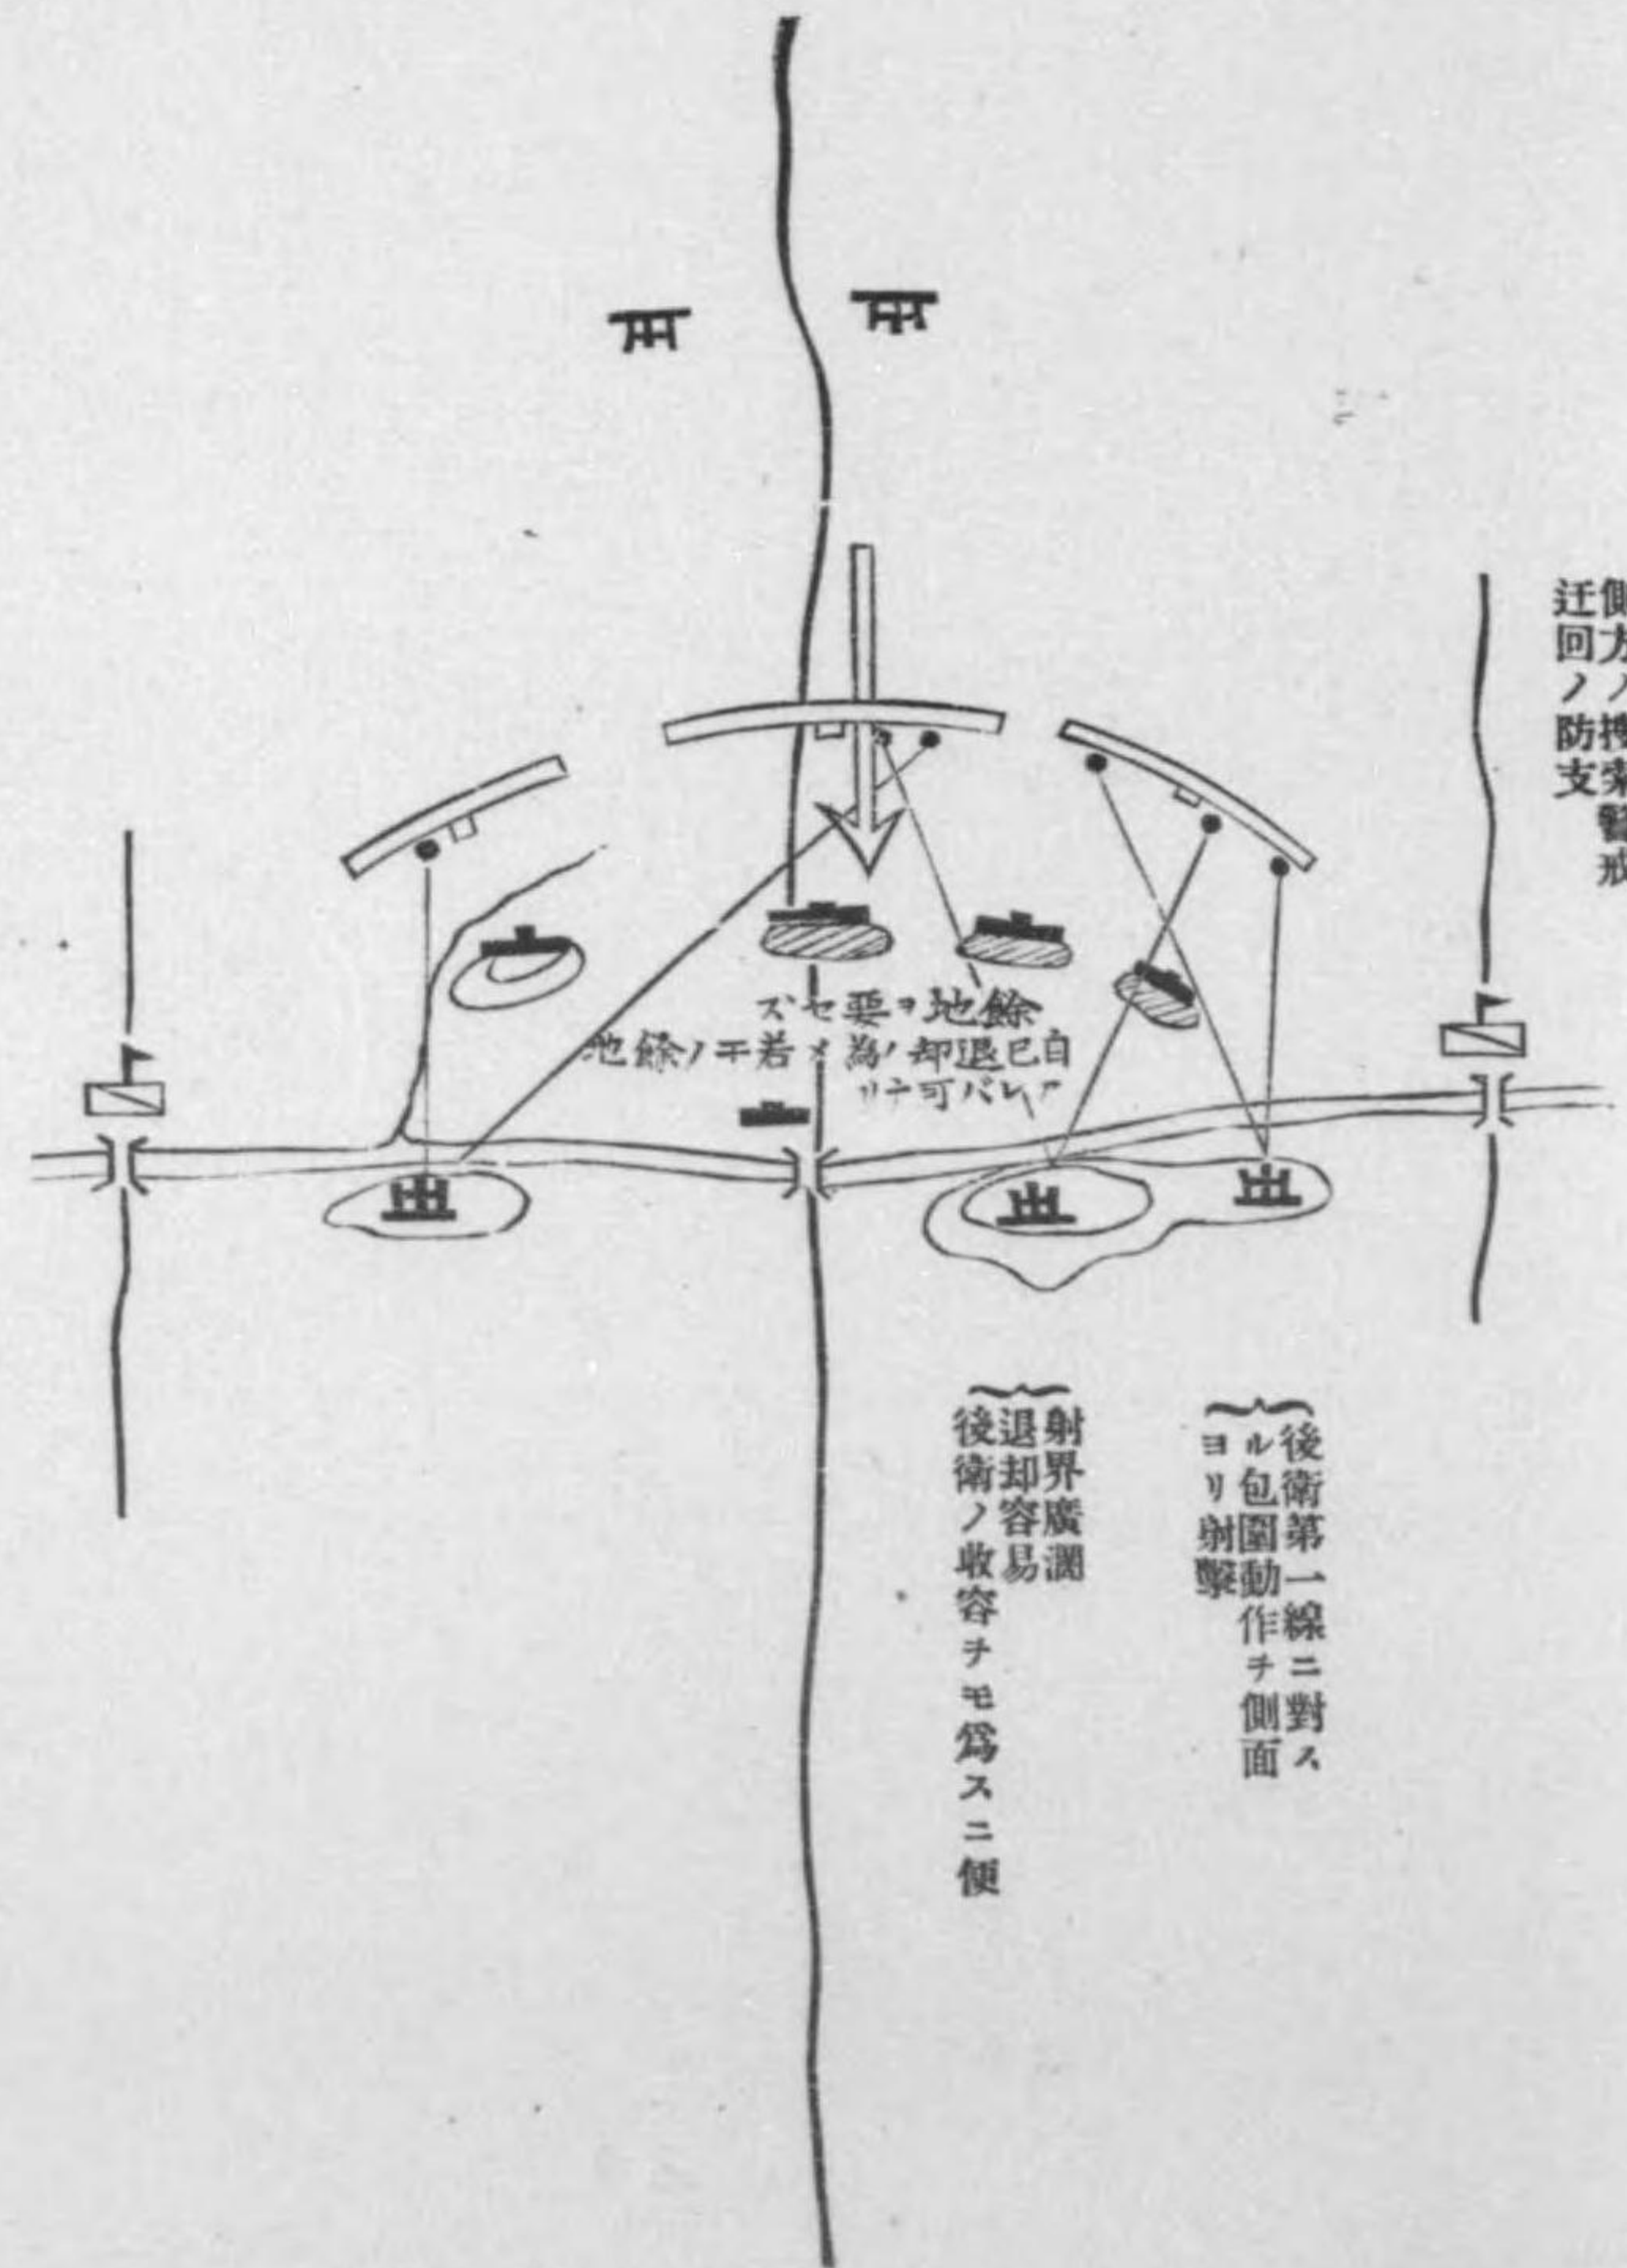 側方ノ捜索警戒
迂回ノ防支
餘地ヲ要セズ
自己退却ノ為メ若干ノ餘地
アレバ可ナリ
後衛第一線ニ對ス
ル包圍動作ヲ側面
ヨリ射擊
射界廣濶
退却容易
後衛ノ收容ヲモ爲スニ便